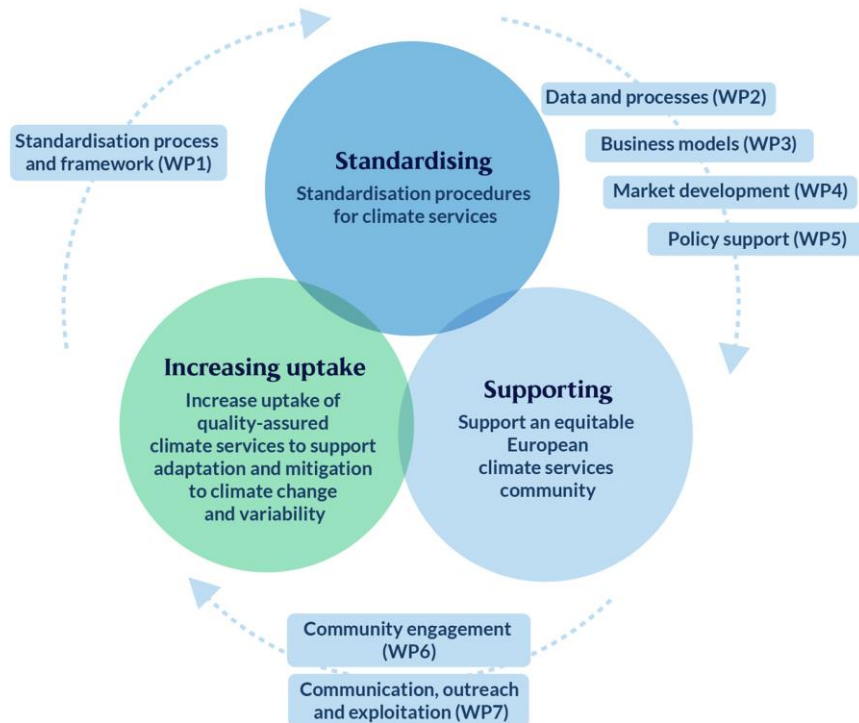 Standardisation process
and framework (WP1)
Data and processes (WP2)
Business models (WP3)
Market development (WP4)
Policy support (WP5)
Standardising
Standardisation procedures
for climate services
Increasing uptake
Increase uptake of
quality-assured
climate services to support
adaptation and mitigation
to climate change
and variability
Supporting
Support an equitable
European
climate services
community
Community engagement
(WP6)
Communication, outreach
and exploitation (WP7)